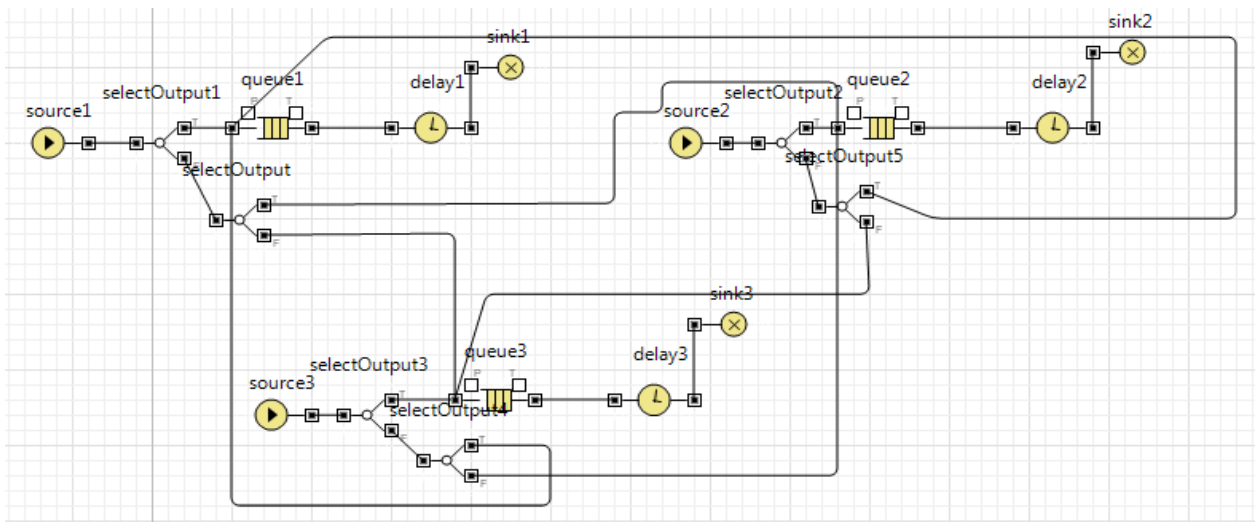 sink1
sink2
queue1
delay1
queue2
delay2
selectOutput1
selectOutput2
source1
source2
P
T
P
T
T
T
F
F
selectOutput
selectOutput5
T
T
F
F
sink3
queue3
delay3
selectOutput3
P
T
source3
T
selectOutput4
F
T
F